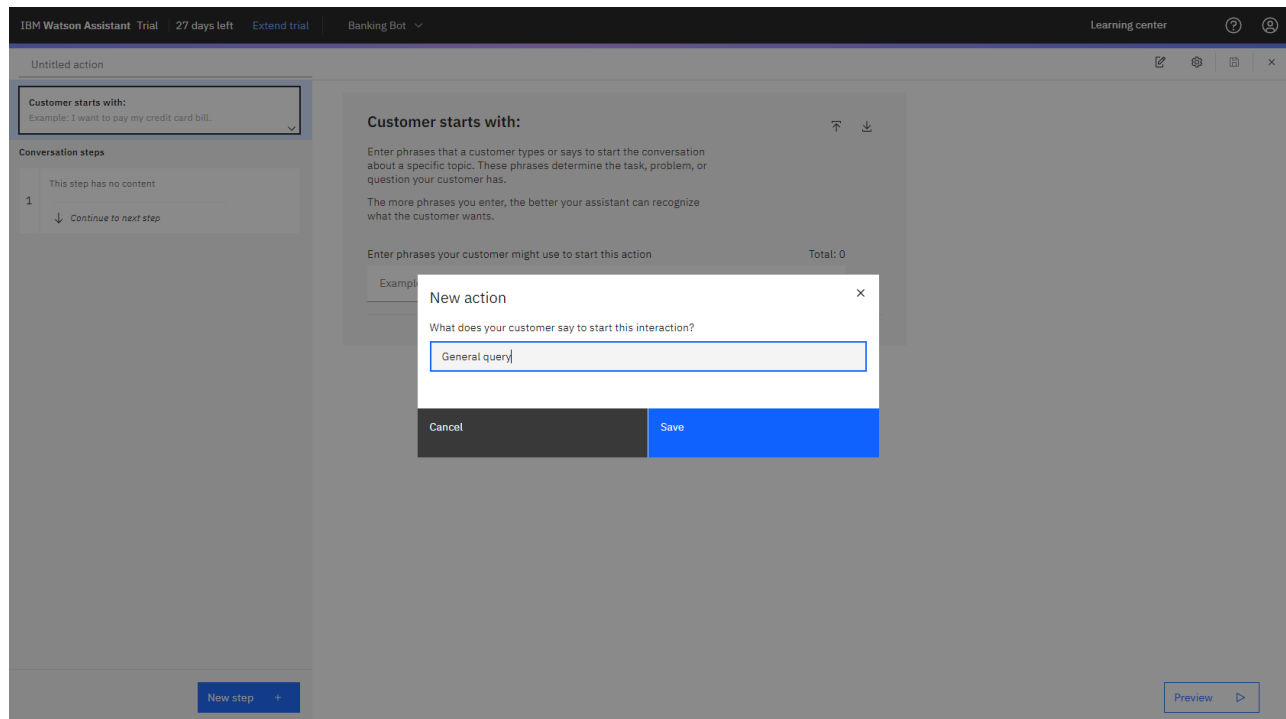 IBM Watson Assistant Trial 27 days left Extend trial Banking Bot Learning center
Untitled action
Customer starts with:
Example: I want to pay my credit card bill.
Conversation steps
1
This step has no content
Continue to next step
New step +
Customer starts with:
Enter phrases that a customer types or says to start the conversation
about a specific topic. These phrases determine the task, problem, or
question your customer has.
The more phrases you enter, the better your assistant can recognize
what the customer wants.
Enter phrases your customer might use to start this action Total: 0
Exampl
New action
What does your customer say to start this interaction?
General query
Cancel
Save
Preview